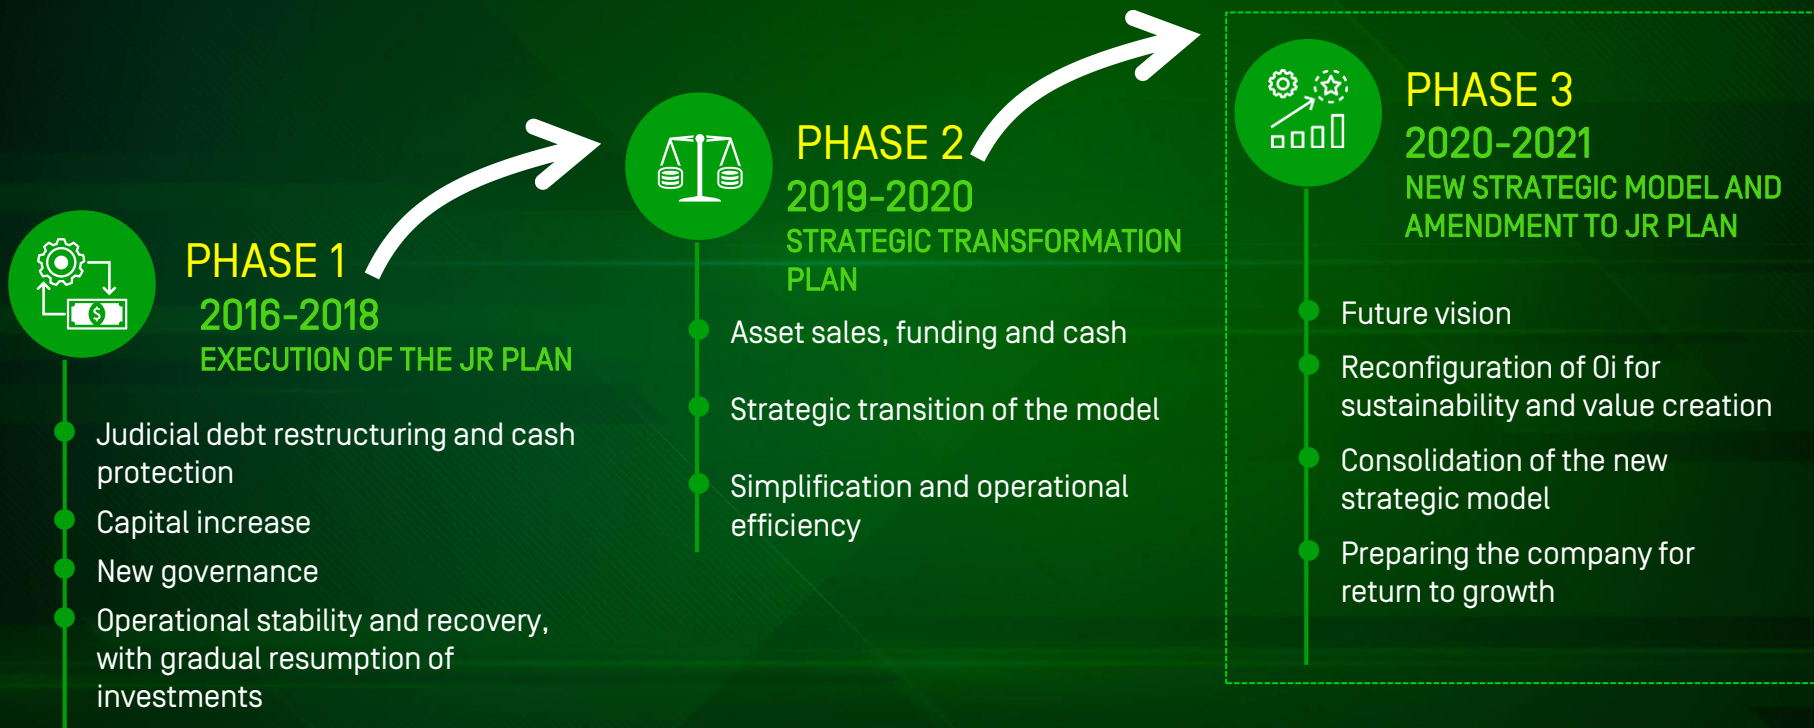 PHASE 1
2016-2018
EXECUTION OF THE JR PLAN
Judicial debt restructuring and cash
protection
Capital increase
New governance
Operational stability and recovery,
with gradual resumption of
investments
PHASE 2
2019-2020
STRATEGIC TRANSFORMATION
PLAN
Asset sales, funding and cash
Strategic transition of the model
Simplification and operational
efficiency
PHASE 3
2020-2021
NEW STRATEGIC MODEL AND
AMENDMENT TO JR PLAN
Future vision
Reconfiguration of Oi for
sustainability and value creation
Consolidation of the new
strategic model
Preparing the company for
return to growth